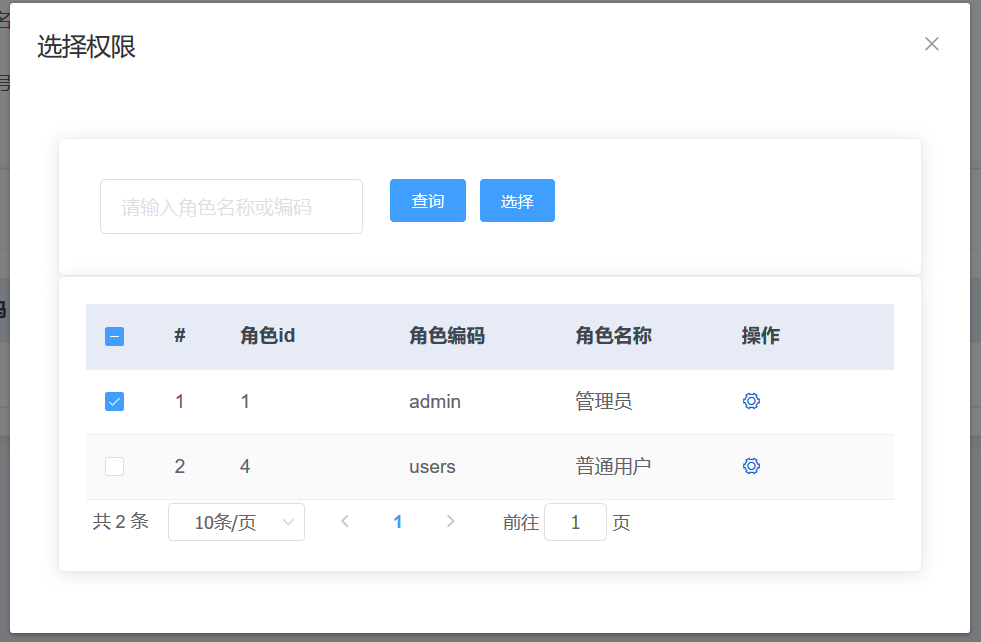 选择权限
请输入角色名称或编码 查询 选择
# 角色id 角色编码 角色名称 操作
1 1 admin 管理员
2 4 users 普通用户
共 2 条 10条/页 1 前往 1 页